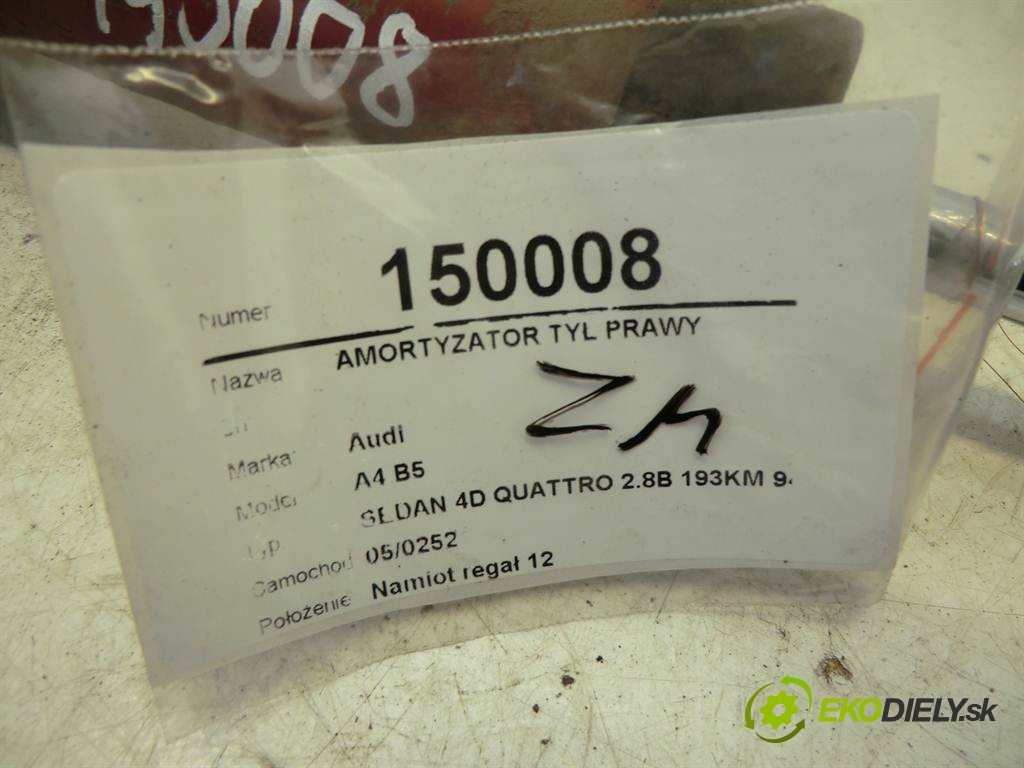 150008
Numer 150008
Nazwa AMORTYZATOR TYŁ PRAWY
Marka: Audi
Model A4 B5
Typ SEDAN 4D QUATTRO 2.8B 193KM 94
Samochód 05/0252
Położenie Namiot regał 12
EKODIELY.sk